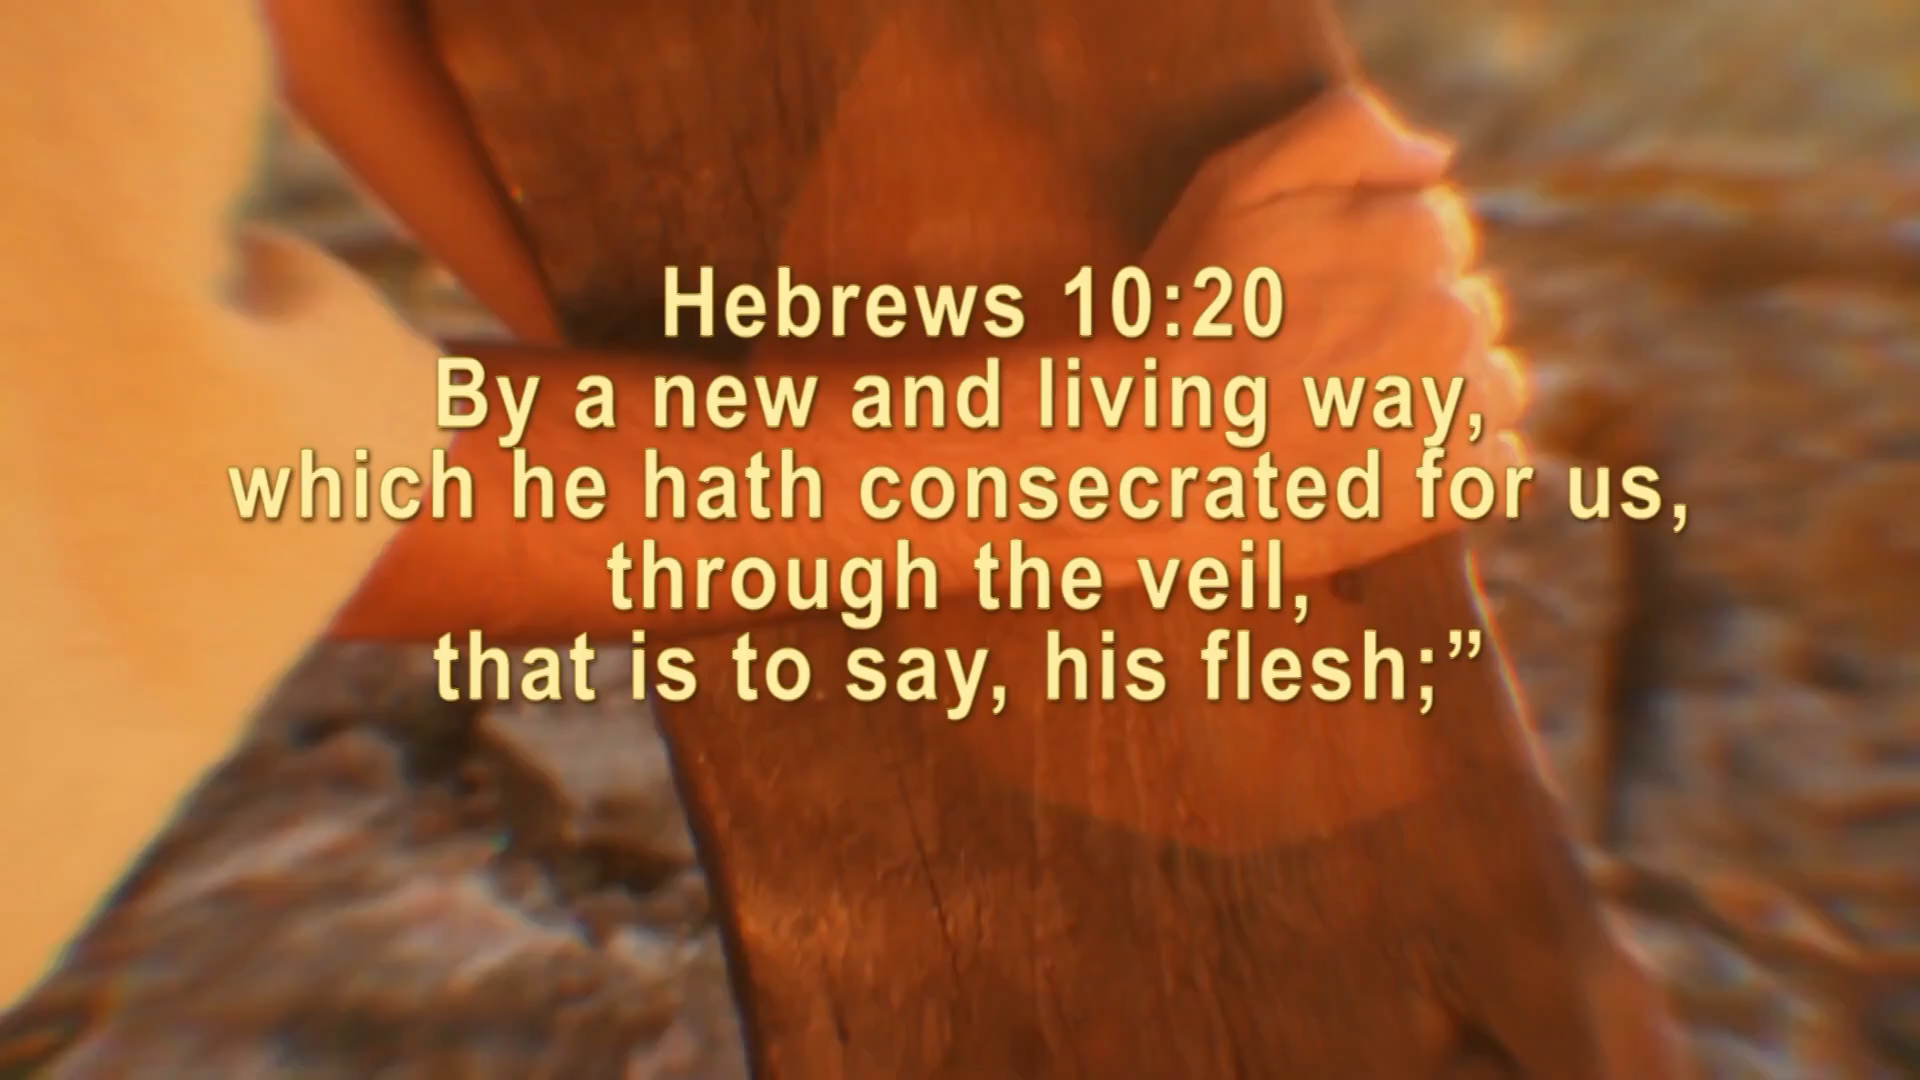 Hebrews 10:20
By a new and living way,
which he hath consecrated for us,
through the veil,
that is to say, his flesh;”